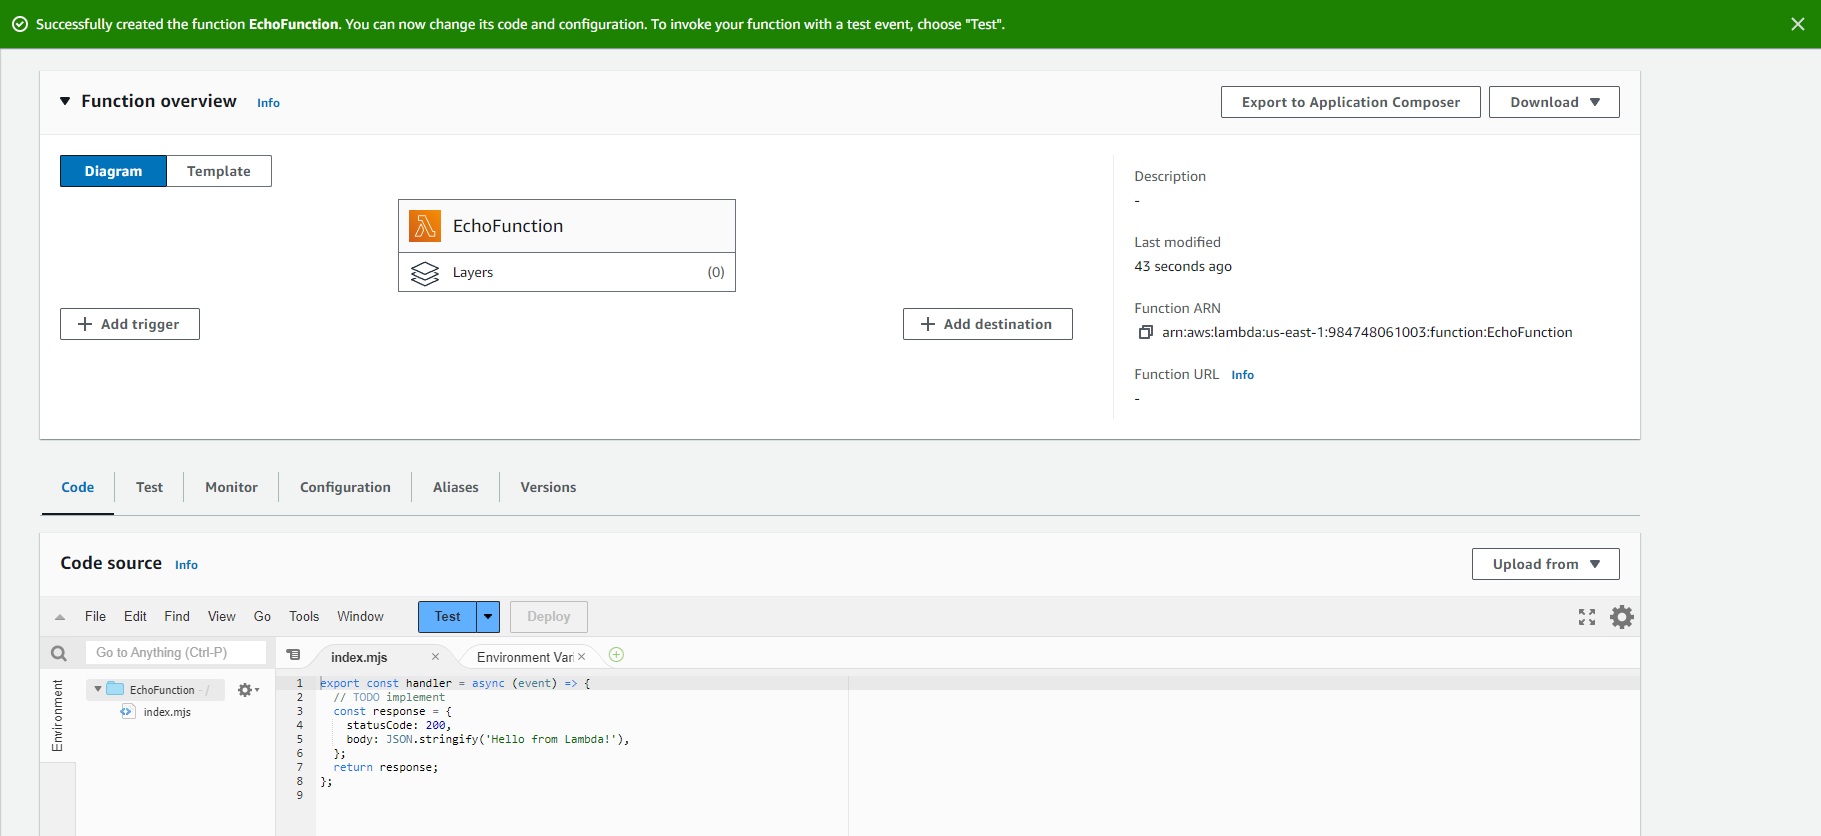 Successfully created the function EchoFunction. You can now change its code and configuration. To invoke your function with a test event, choose "Test".
Function overview Info
Export to Application Composer
Download
Diagram
Template
EchoFunction
Layers (0)
Add trigger
Add destination
Description
-
Last modified
43 seconds ago
Function ARN
arn:aws:lambda:us-east-1:984748061003:function:EchoFunction
Function URL Info
-
Code Test Monitor Configuration Aliases Versions
Code source Info
Upload from
File Edit Find View Go Tools Window Test Deploy
Go to Anything (Ctrl-P)
index.mjs
Environment Vari
Environment
EchoFunction - /
index.mjs
1 export const handler = async (event) => {
2 // TODO implement
3 const response = {
4 statusCode: 200,
5 body: JSON.stringify('Hello from Lambda!'),
6 };
7 return response;
8 };
9